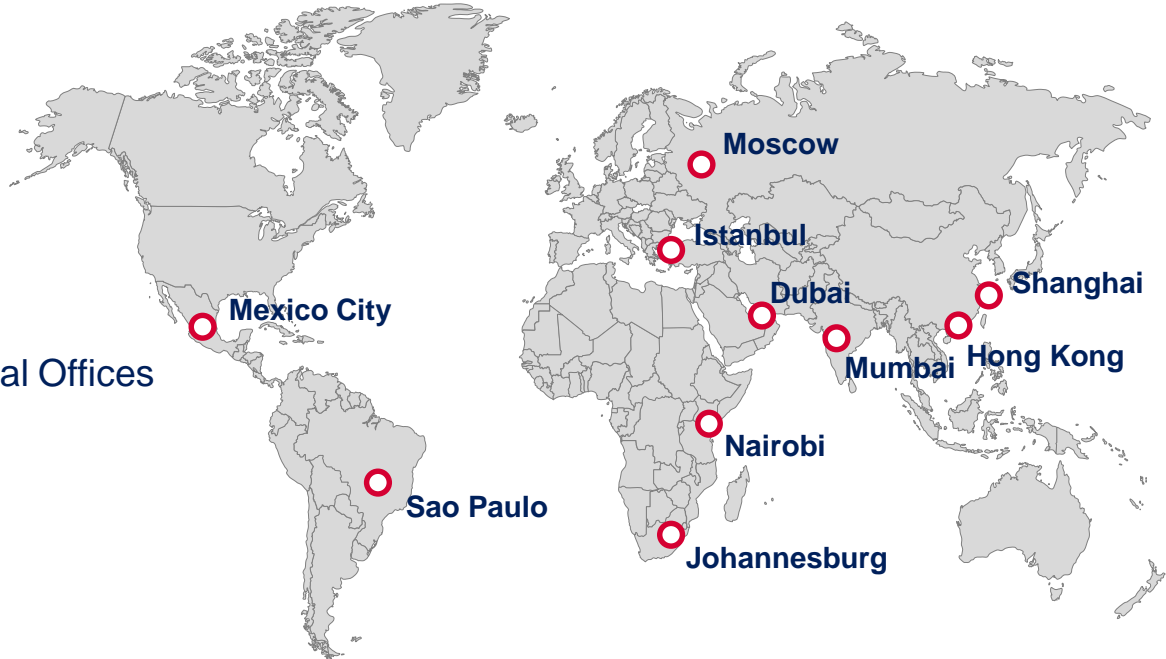 Moscow
Istanbul
Shanghai
Dubai
Mexico City
Hong Kong
Mumbai
al Offices
Nairobi
Sao Paulo
Johannesburg